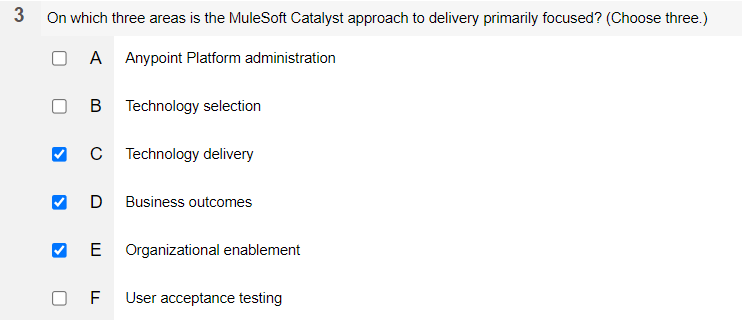 3 On which three areas is the MuleSoft Catalyst approach to delivery primarily focused? (Choose three.)
A Anypoint Platform administration
B Technology selection
C Technology delivery
D Business outcomes
E Organizational enablement
F User acceptance testing